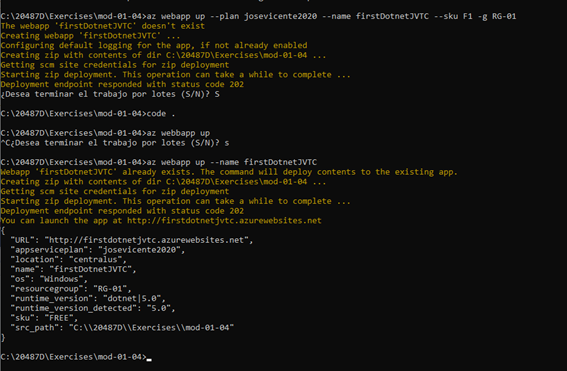 C:\20487D\Exercises\mod-01-04>az webapp up --plan josevicente2020 --name firstDotnetJVTC --sku F1 -g RG-01
The webapp 'firstDotnetJVTC' doesn't exist
Creating webapp 'firstDotnetJVTC' ...
Configuring default logging for the app, if not already enabled
Creating zip with contents of dir C:\20487D\Exercises\mod-01-04 ...
Getting scm site credentials for zip deployment
Starting zip deployment. This operation can take a while to complete ...
Deployment endpoint responded with status code 202
¿Desea terminar el trabajo por lotes (S/N)? S
C:\20487D\Exercises\mod-01-04>code .
C:\20487D\Exercises\mod-01-04>az webbapp up
^C¿Desea terminar el trabajo por lotes (S/N)? s
C:\20487D\Exercises\mod-01-04>az webapp up --name firstDotnetJVTC
Webapp 'firstDotnetJVTC' already exists. The command will deploy contents to the existing app.
Creating zip with contents of dir C:\20487D\Exercises\mod-01-04 ...
Getting scm site credentials for zip deployment
Starting zip deployment. This operation can take a while to complete ...
Deployment endpoint responded with status code 202
You can launch the app at http://firstdotnetjvtc.azurewebsites.net
{
"URL": "http://firstdotnetjvtc.azurewebsites.net",
"appserviceplan": "josevicente2020",
"location": "centralus",
"name": "firstDotnetJVTC",
"os": "Windows",
"resourcegroup": "RG-01",
"runtime_version": "dotnet|5.0",
"runtime_version_detected": "5.0",
"sku": "FREE",
"src_path": "C:\\20487D\\Exercises\\mod-01-04"
}
C:\20487D\Exercises\mod-01-04>